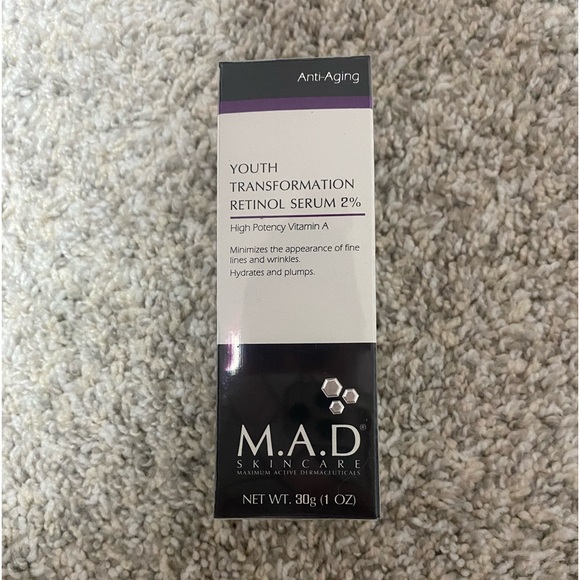 Anti-Aging
YOUTH
TRANSFORMATION
RETINOL SERUM 2%
High Potency Vitamin A
Minimizes the appearance of fine
lines and wrinkles.
Hydrates and plumps.
M.A.D®
SKINCARE
MAXIMUM ACTIVE DERMACEUTICALS
NET WT. 30g (1 OZ)